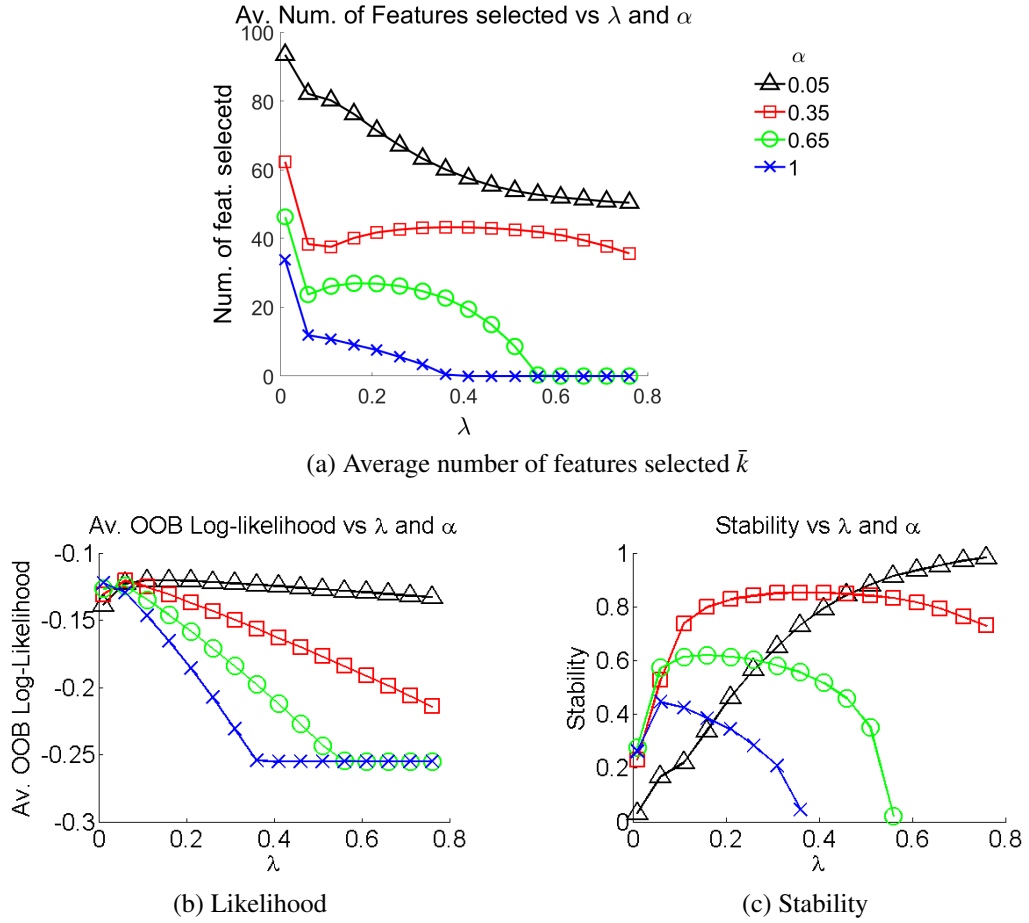 Av. Num. of Features selected vs λ and α
100
80
60
40
20
0
Num. of feat. selecetd
0
0.2
0.4
0.6
0.8
λ
α
0.05
0.35
0.65
1
(a) Average number of features selected k̄
Av. OOB Log-likelihood vs λ and α
-0.1
-0.15
-0.2
-0.25
-0.3
Av. OOB Log-Likelihood
0
0.2
0.4
0.6
0.8
λ
(b) Likelihood
Stability vs λ and α
1
0.8
0.6
0.4
0.2
0
Stability
0
0.2
0.4
0.6
0.8
λ
(c) Stability